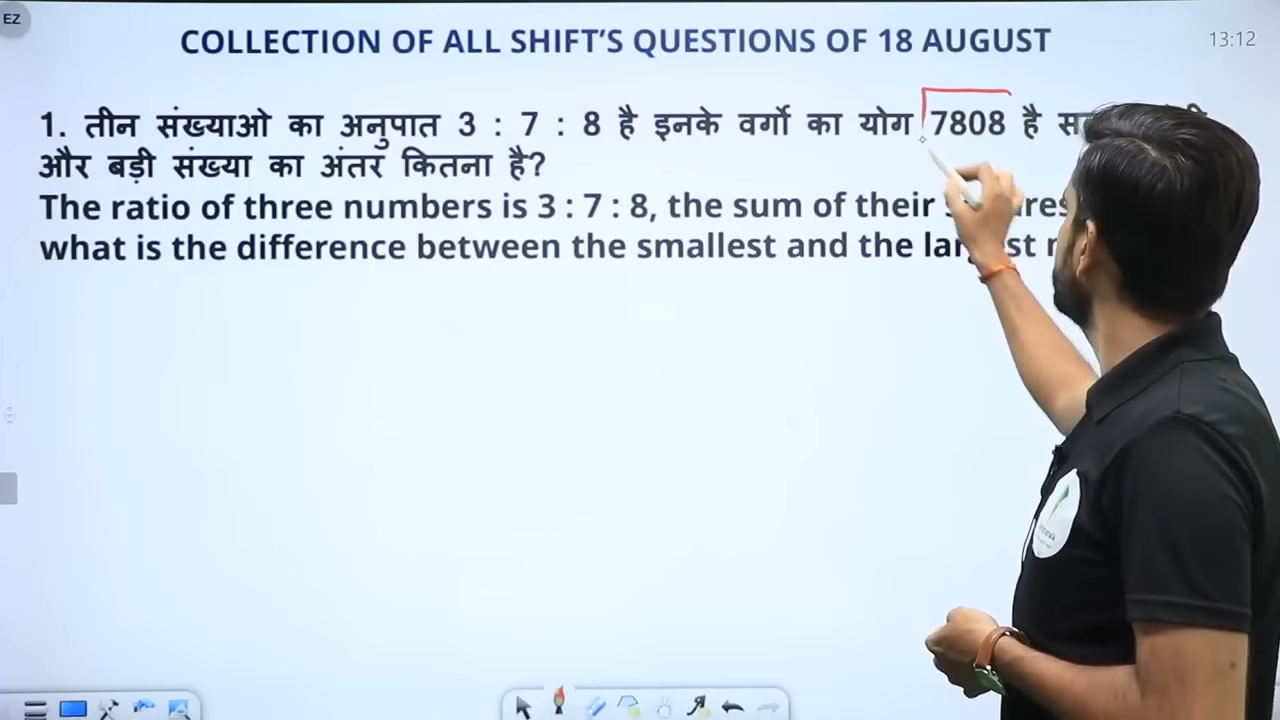 EZ
COLLECTION OF ALL SHIFT'S QUESTIONS OF 18 AUGUST
13:12
1. तीन संख्याओ का अनुपात 3 : 7 : 8 है इनके वर्गो का योग 7808 है
और बड़ी संख्या का अंतर कितना है?
The ratio of three numbers is 3 : 7 : 8, the sum of their
what is the difference between the smallest and the